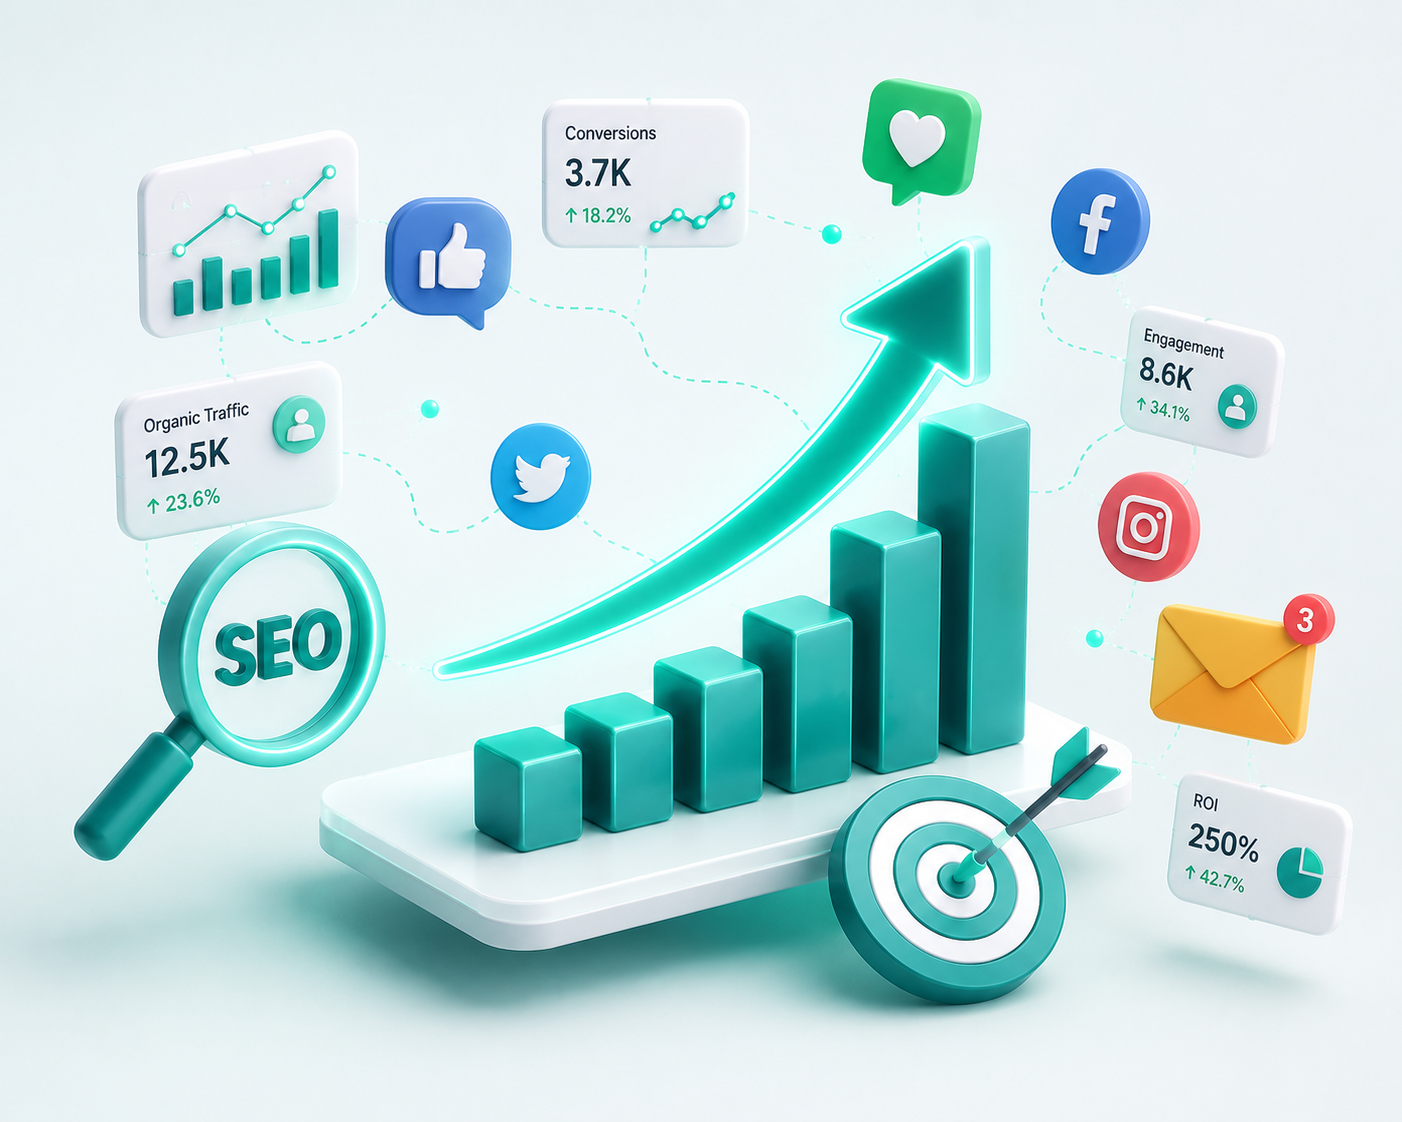 Conversions
3.7K
↑ 18.2%
Engagement
8.6K
↑ 34.1%
Organic Traffic
12.5K
↑ 23.6%
SEO
3
ROI
250%
↑ 42.7%